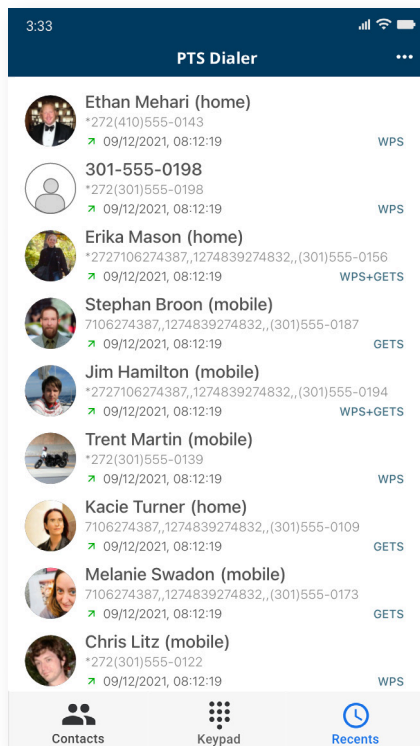 3:33
PTS Dialer
Ethan Mehari (home)
*272(410)555-0143
09/12/2021, 08:12:19 WPS
301-555-0198
*272(301)555-0198
09/12/2021, 08:12:19 WPS
Erika Mason (home)
*2727106274387,,1274839274832,,(301)555-0156
09/12/2021, 08:12:19 WPS+GETS
Stephan Broon (mobile)
7106274387,,1274839274832,,(301)555-0187
09/12/2021, 08:12:19 GETS
Jim Hamilton (mobile)
*2727106274387,,1274839274832,,(301)555-0194
09/12/2021, 08:12:19 WPS+GETS
Trent Martin (mobile)
*272(301)555-0139
09/12/2021, 08:12:19 WPS
Kacie Turner (home)
7106274387,,1274839274832,,(301)555-0109
09/12/2021, 08:12:19 GETS
Melanie Swadon (mobile)
7106274387,,1274839274832,,(301)555-0173
09/12/2021, 08:12:19 GETS
Chris Litz (mobile)
*272(301)555-0122
09/12/2021, 08:12:19 WPS
Contacts Keypad Recents